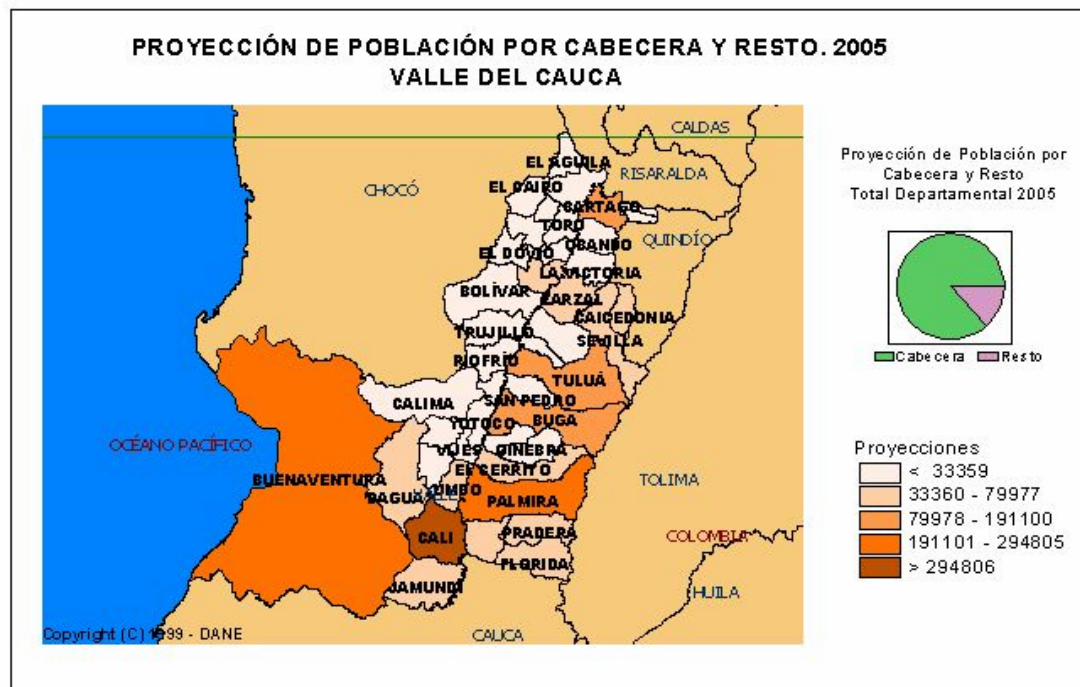 PROYECCIÓN DE POBLACIÓN POR CABECERA Y RESTO. 2005
VALLE DEL CAUCA
CALDAS
EL AGUILA
RISARALDA
CHOCÓ
EL CAIRO
CARTAGO
TORO
OBANDO
QUINDÍO
EL DOVIO
LA VICTORIA
BOLÍVAR
ZARZAL
CAICEDONIA
TRUJILLO
SEVILLA
RIOFRÍO
TULUÁ
CALIMA
SAN PEDRO
YOTOCO
BUGA
OCÉANO PACÍFICO
VIJES
GINEBRA
EL CERRITO
BUENAVENTURA
DAGUA
UMBO
PALMIRA
TOLIMA
CALI
PRADERA
COLOMBIA
FLORIDA
JAMUNDÍ
HUILA
CAUCA
Copyright (C) 1999 - DANE
Proyección de Población por
Cabecera y Resto
Total Departamental 2005
Cabecera
Resto
Proyecciones
< 33359
33360 - 79977
79978 - 191100
191101 - 294805
> 294806